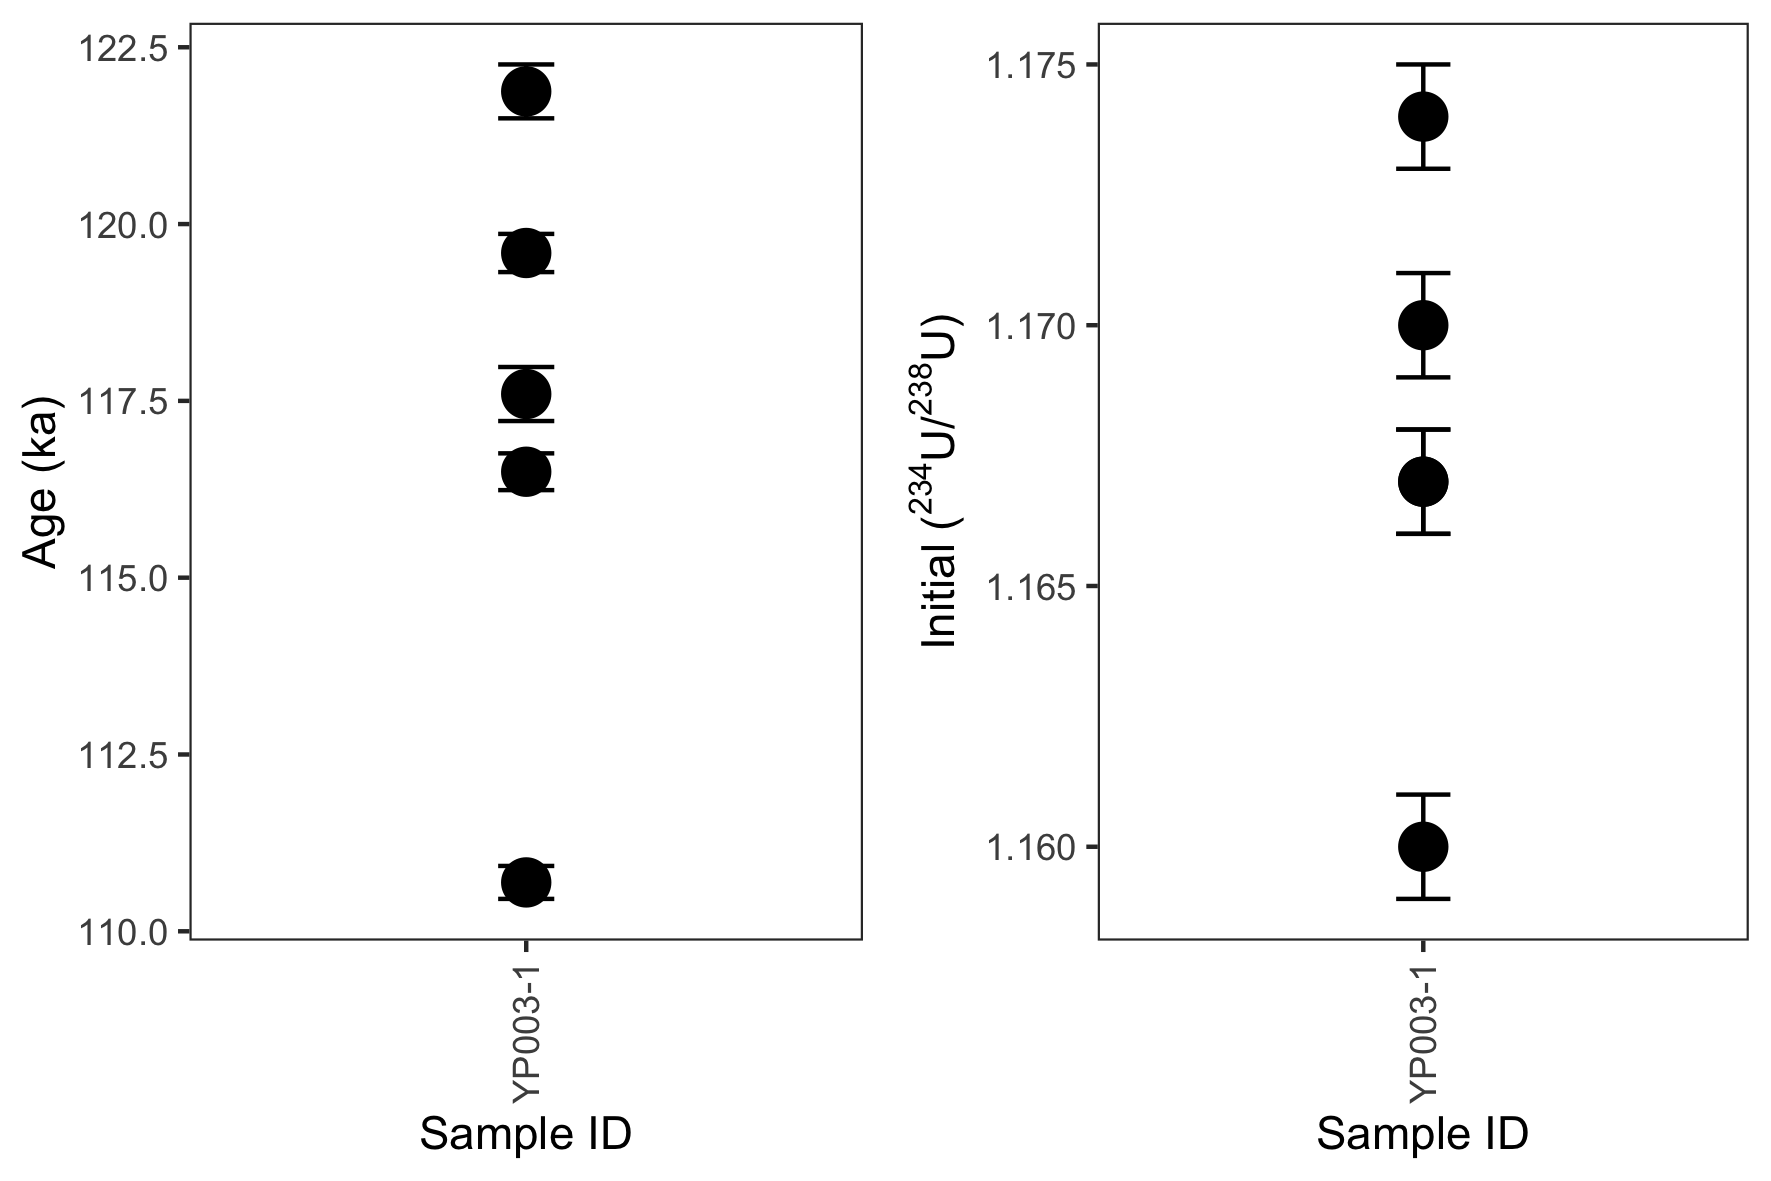 Age (ka)
122.5
120.0
117.5
115.0
112.5
110.0
YP003-1
Sample ID
Initial (²³⁴U/²³⁸U)
1.175
1.170
1.165
1.160
YP003-1
Sample ID